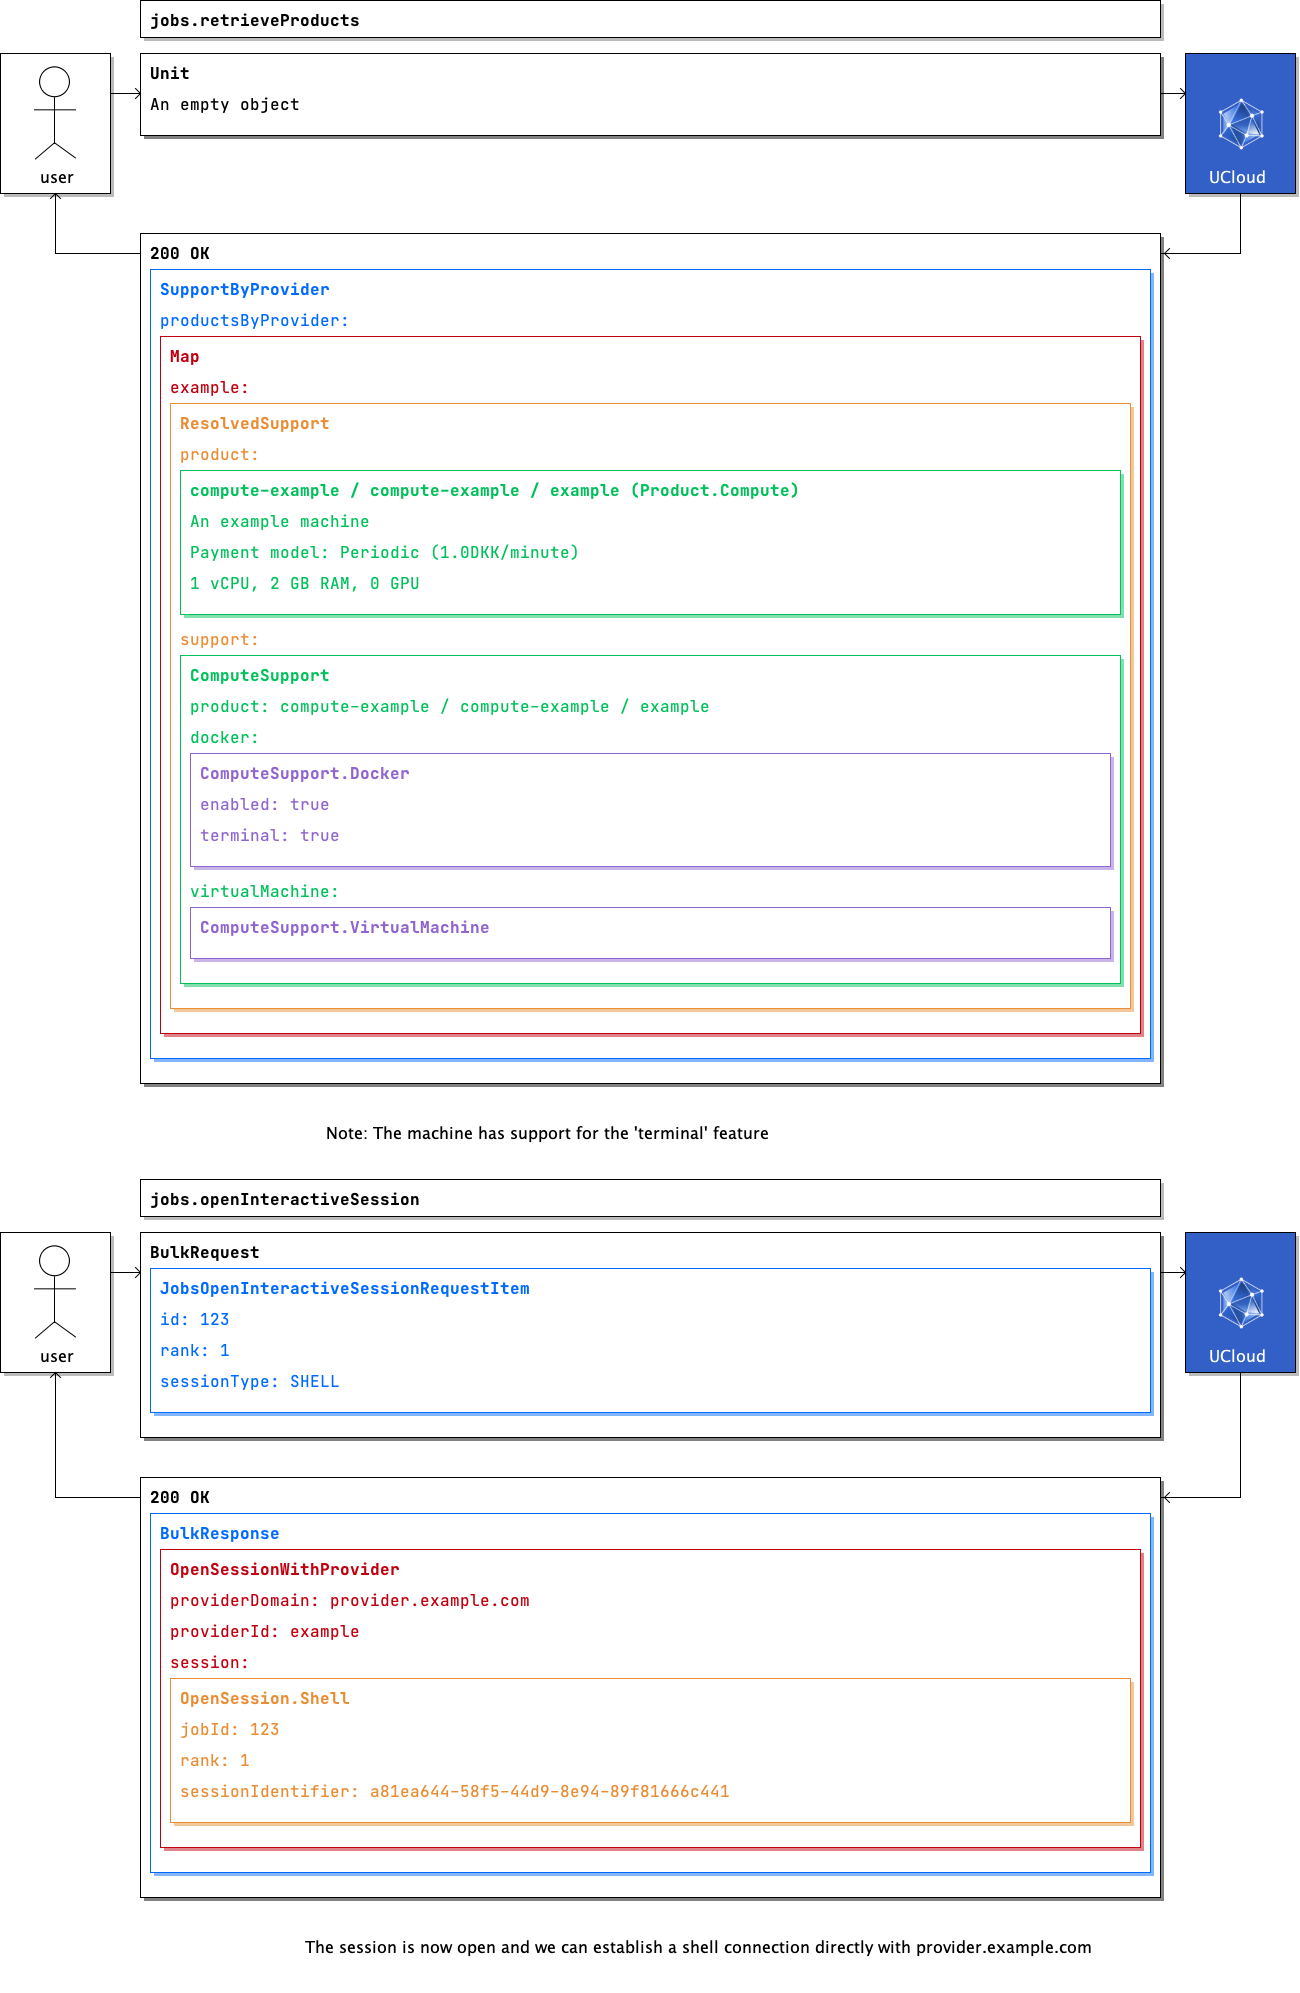 jobs.retrieveProducts
Unit
An empty object
user
UCloud
200 OK
SupportByProvider
productsByProvider:
Map
example:
ResolvedSupport
product:
compute-example / compute-example / example (Product.Compute)
An example machine
Payment model: Periodic (1.0DKK/minute)
1 vCPU, 2 GB RAM, 0 GPU
support:
ComputeSupport
product: compute-example / compute-example / example
docker:
ComputeSupport.Docker
enabled: true
terminal: true
virtualMachine:
ComputeSupport.VirtualMachine
Note: The machine has support for the 'terminal' feature
jobs.openInteractiveSession
BulkRequest
JobsOpenInteractiveSessionRequestItem
id: 123
rank: 1
sessionType: SHELL
user
UCloud
200 OK
BulkResponse
OpenSessionWithProvider
providerDomain: provider.example.com
providerId: example
session:
OpenSession.Shell
jobId: 123
rank: 1
sessionIdentifier: a81ea644-58f5-44d9-8e94-89f81666c441
The session is now open and we can establish a shell connection directly with provider.example.com